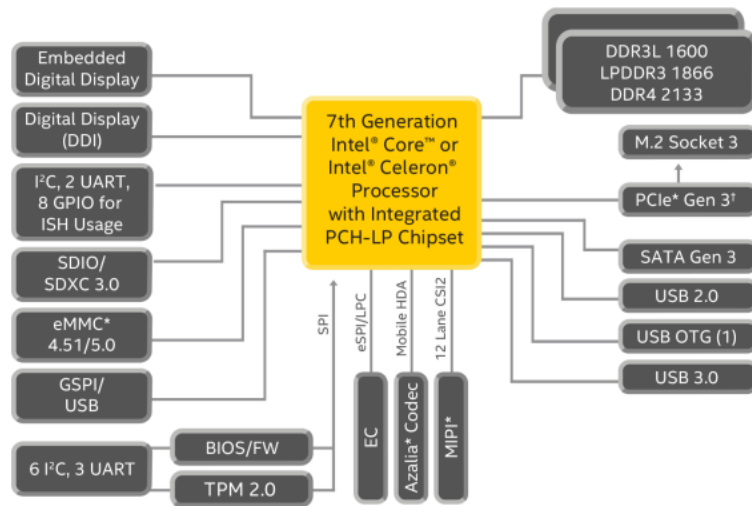 Embedded
Digital Display
Digital Display
(DDI)
I²C, 2 UART,
8 GPIO for
ISH Usage
SDIO/
SDXC 3.0
eMMC*
4.51/5.0
GSPI/
USB
6 I²C, 3 UART
BIOS/FW
TPM 2.0
7th Generation
Intel® Core™ or
Intel® Celeron®
Processor
with Integrated
PCH-LP Chipset
SPI
eSPI/LPC
Mobile HDA
12 Lane CSI2
EC
Azalia* Codec
MIPI*
DDR3L 1600
LPDDR3 1866
DDR4 2133
M.2 Socket 3
PCIe* Gen 3†
SATA Gen 3
USB 2.0
USB OTG (1)
USB 3.0